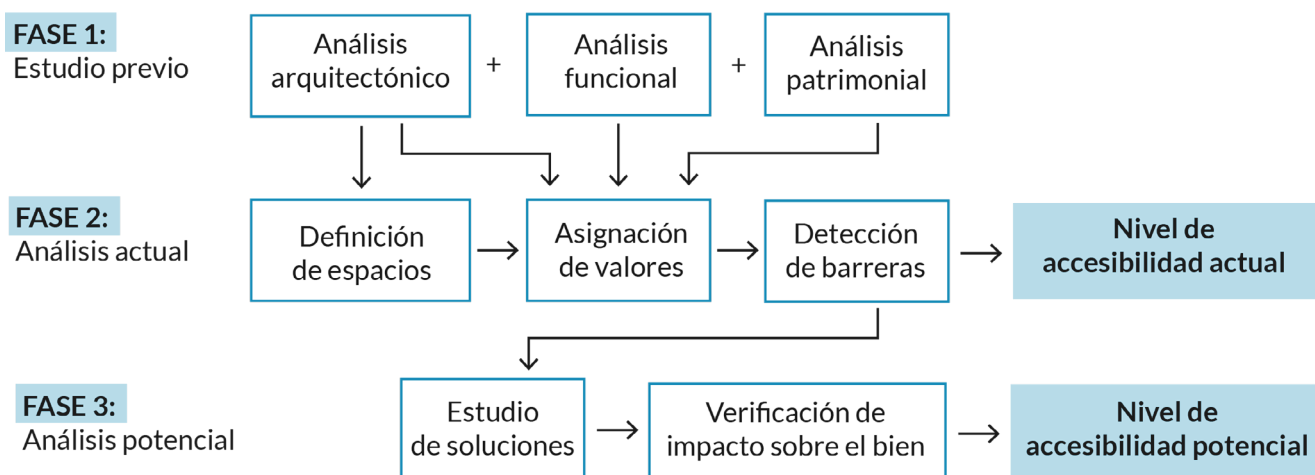 FASE 1:
Estudio previo
Análisis
arquitectónico
+
Análisis
funcional
+
Análisis
patrimonial
FASE 2:
Análisis actual
Definición
de espacios
Asignación
de valores
Detección
de barreras
Nivel de
accesibilidad actual
FASE 3:
Análisis potencial
Estudio
de soluciones
Verificación de
impacto sobre el bien
Nivel de
accesibilidad potencial